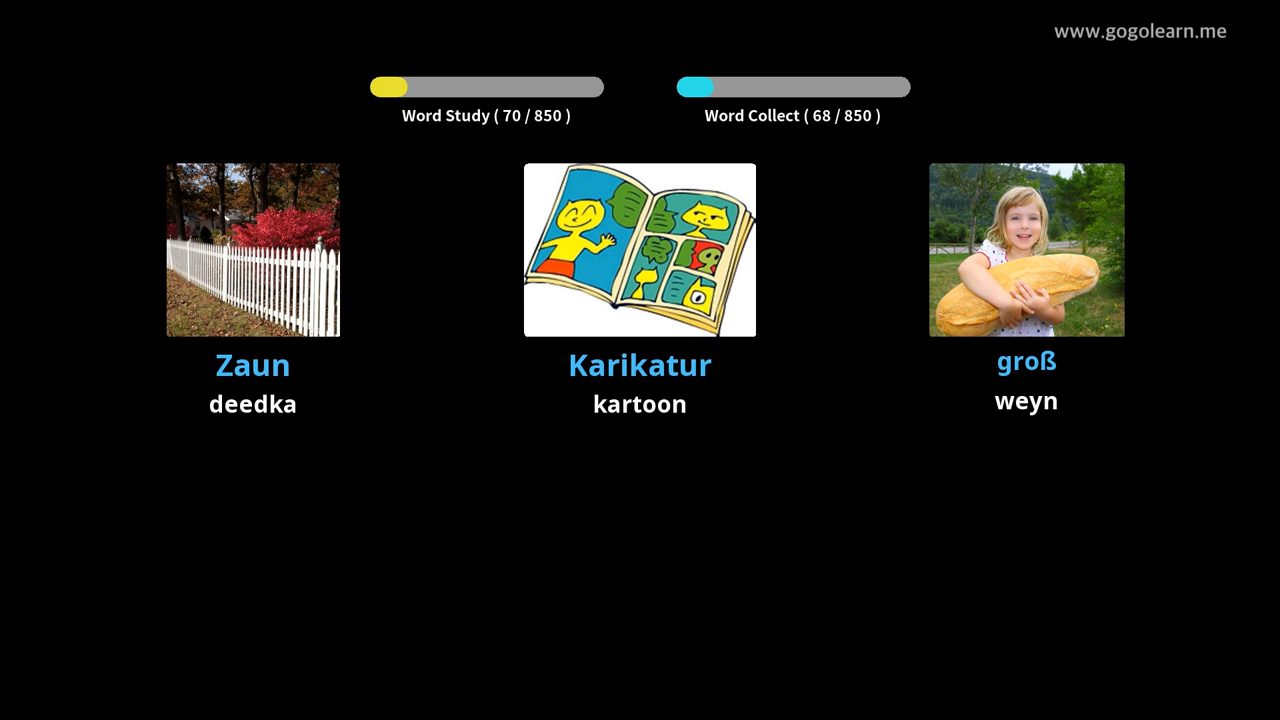 www.gogolearn.me
Word Study ( 70 / 850 )
Word Collect ( 68 / 850 )
Zaun
deedka
Karikatur
kartoon
groß
weyn